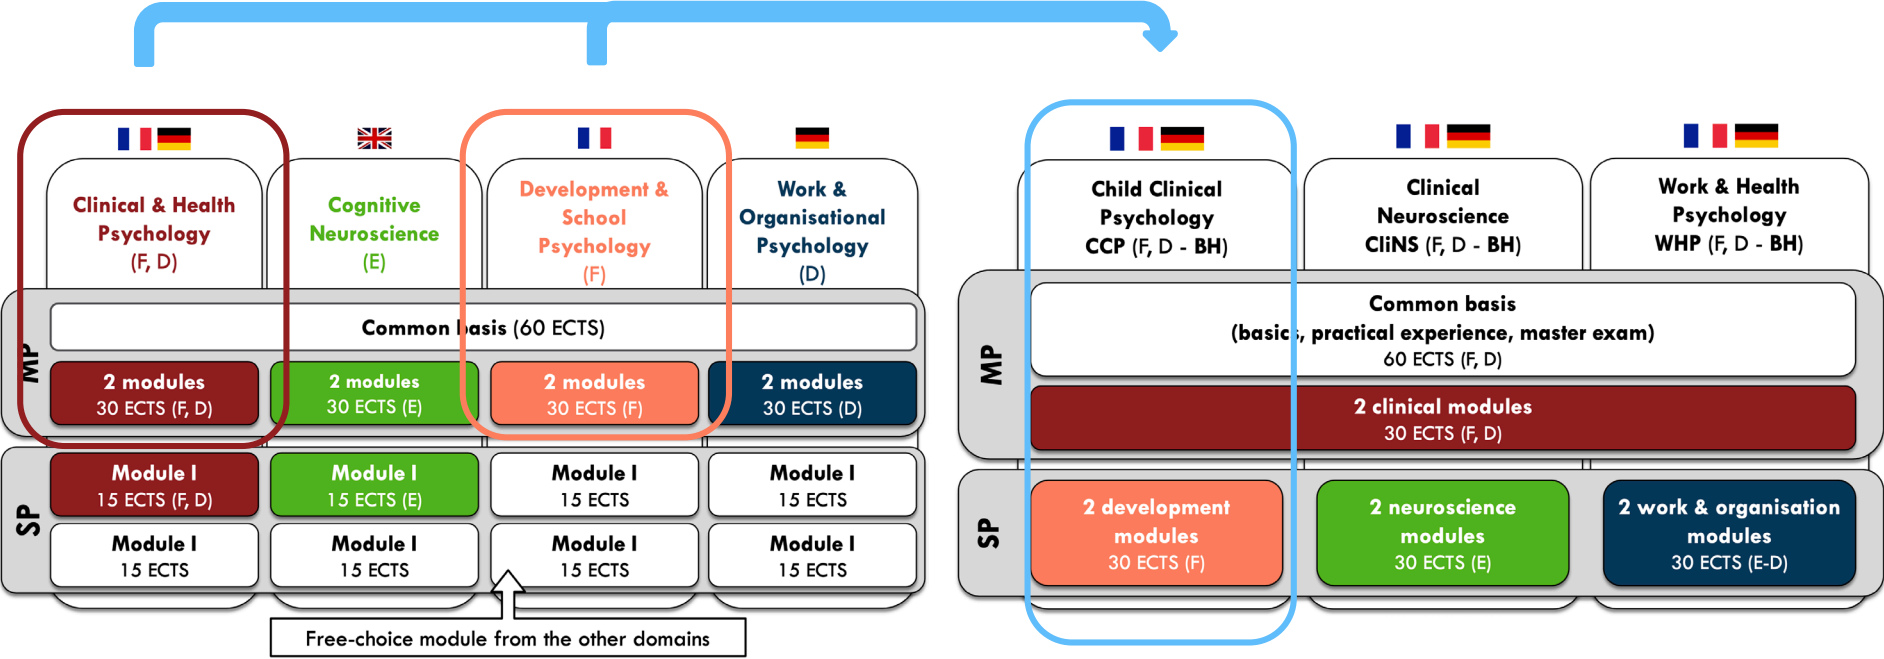 Clinical & Health
Psychology
(F, D)
Cognitive
Neuroscience
(E)
Development &
School
Psychology
(F)
Work &
Organisational
Psychology
(D)
MP
Common basis (60 ECTS)
2 modules
30 ECTS (F, D)
2 modules
30 ECTS (E)
2 modules
30 ECTS (F)
2 modules
30 ECTS (D)
SP
Module I
15 ECTS (F, D)
Module I
15 ECTS (E)
Module I
15 ECTS
Module I
15 ECTS
Module I
15 ECTS
Module I
15 ECTS
Module I
15 ECTS
Module I
15 ECTS
Free-choice module from the other domains
Child Clinical
Psychology
CCP (F, D - BH)
Clinical
Neuroscience
CliNS (F, D - BH)
Work & Health
Psychology
WHP (F, D - BH)
MP
Common basis
(basics, practical experience, master exam)
60 ECTS (F, D)
2 clinical modules
30 ECTS (F, D)
SP
2 development
modules
30 ECTS (F)
2 neuroscience
modules
30 ECTS (E)
2 work & organisation
modules
30 ECTS (E-D)